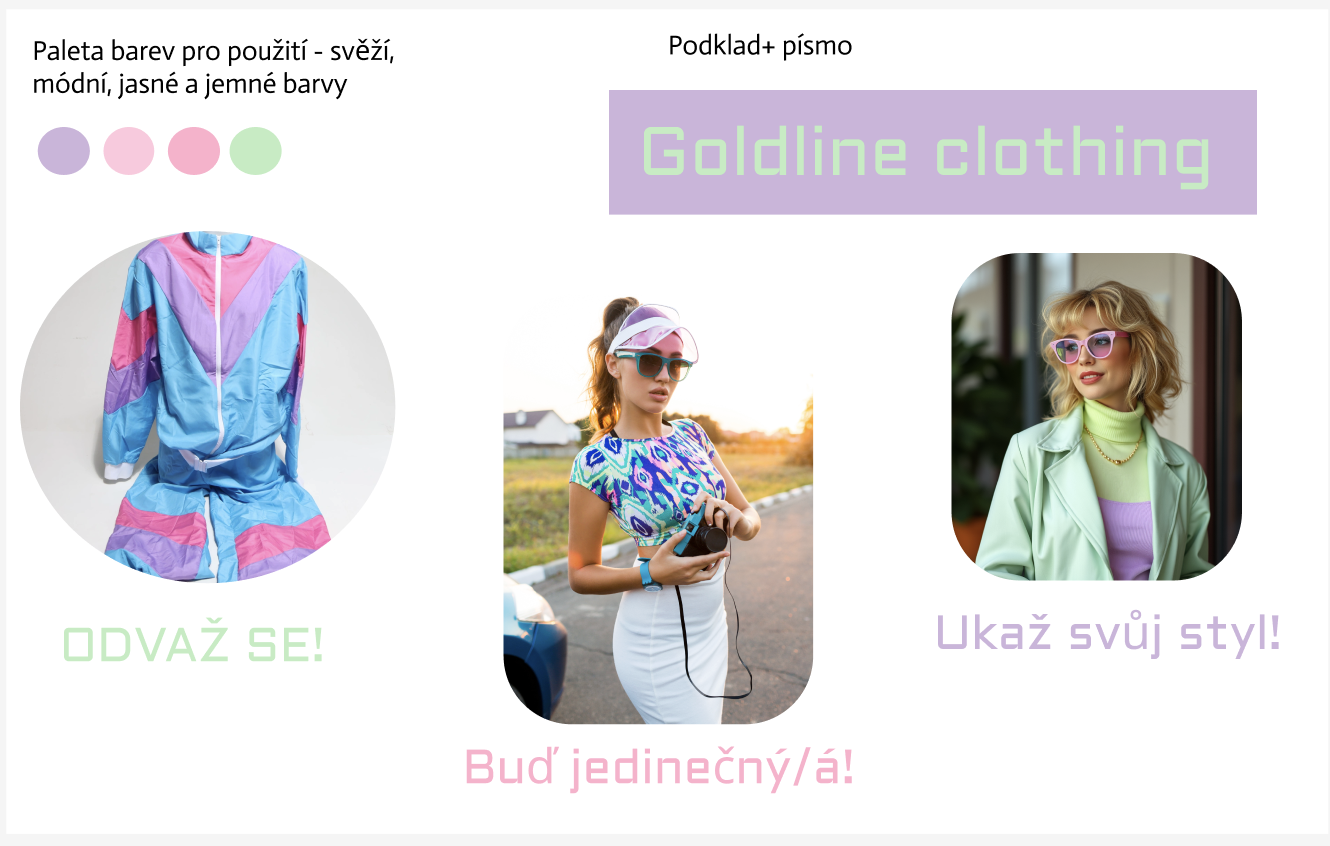 Paleta barev pro použití - svěží,
módní, jasné a jemné barvy
Podklad+ písmo
Goldline clothing
ODVAŽ SE!
Ukaž svůj styl!
Buď jedinečný/á!